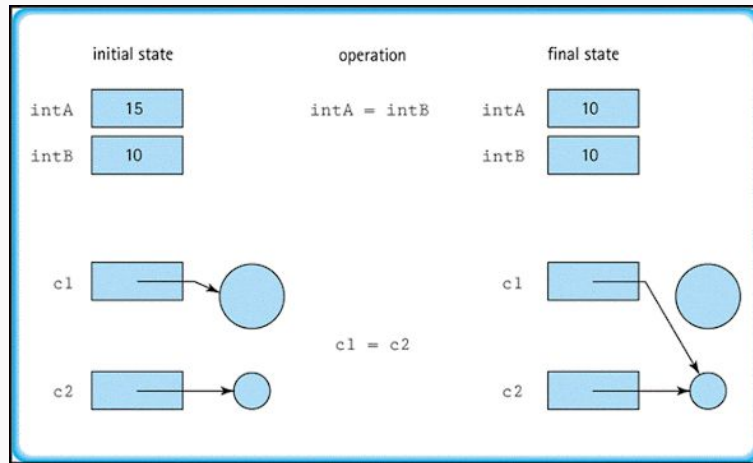 initial state operation final state
intA 15 intA = intB intA 10
intB 10 intB 10
c1 c1
c1 = c2
c2 c2